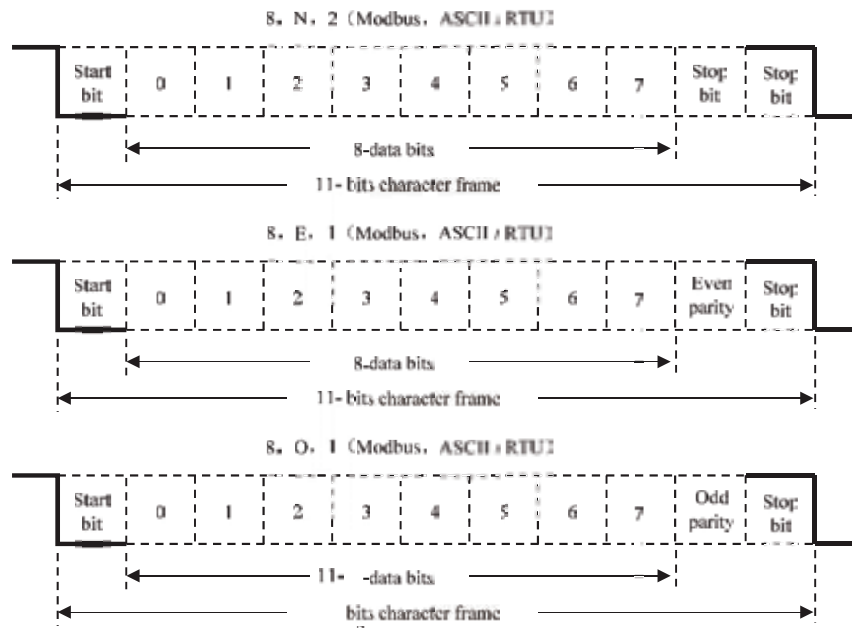 8, N, 2 (Modbus, ASCII / RTU)
Start bit 0 1 2 3 4 5 6 7 Stop bit Stop bit
8-data bits
11- bits character frame
8, E, 1 (Modbus, ASCII / RTU)
Start bit 0 1 2 3 4 5 6 7 Even parity Stop bit
8-data bits
11- bits character frame
8, O, 1 (Modbus, ASCII / RTU)
Start bit 0 1 2 3 4 5 6 7 Odd parity Stop bit
11- -data bits
bits character frame